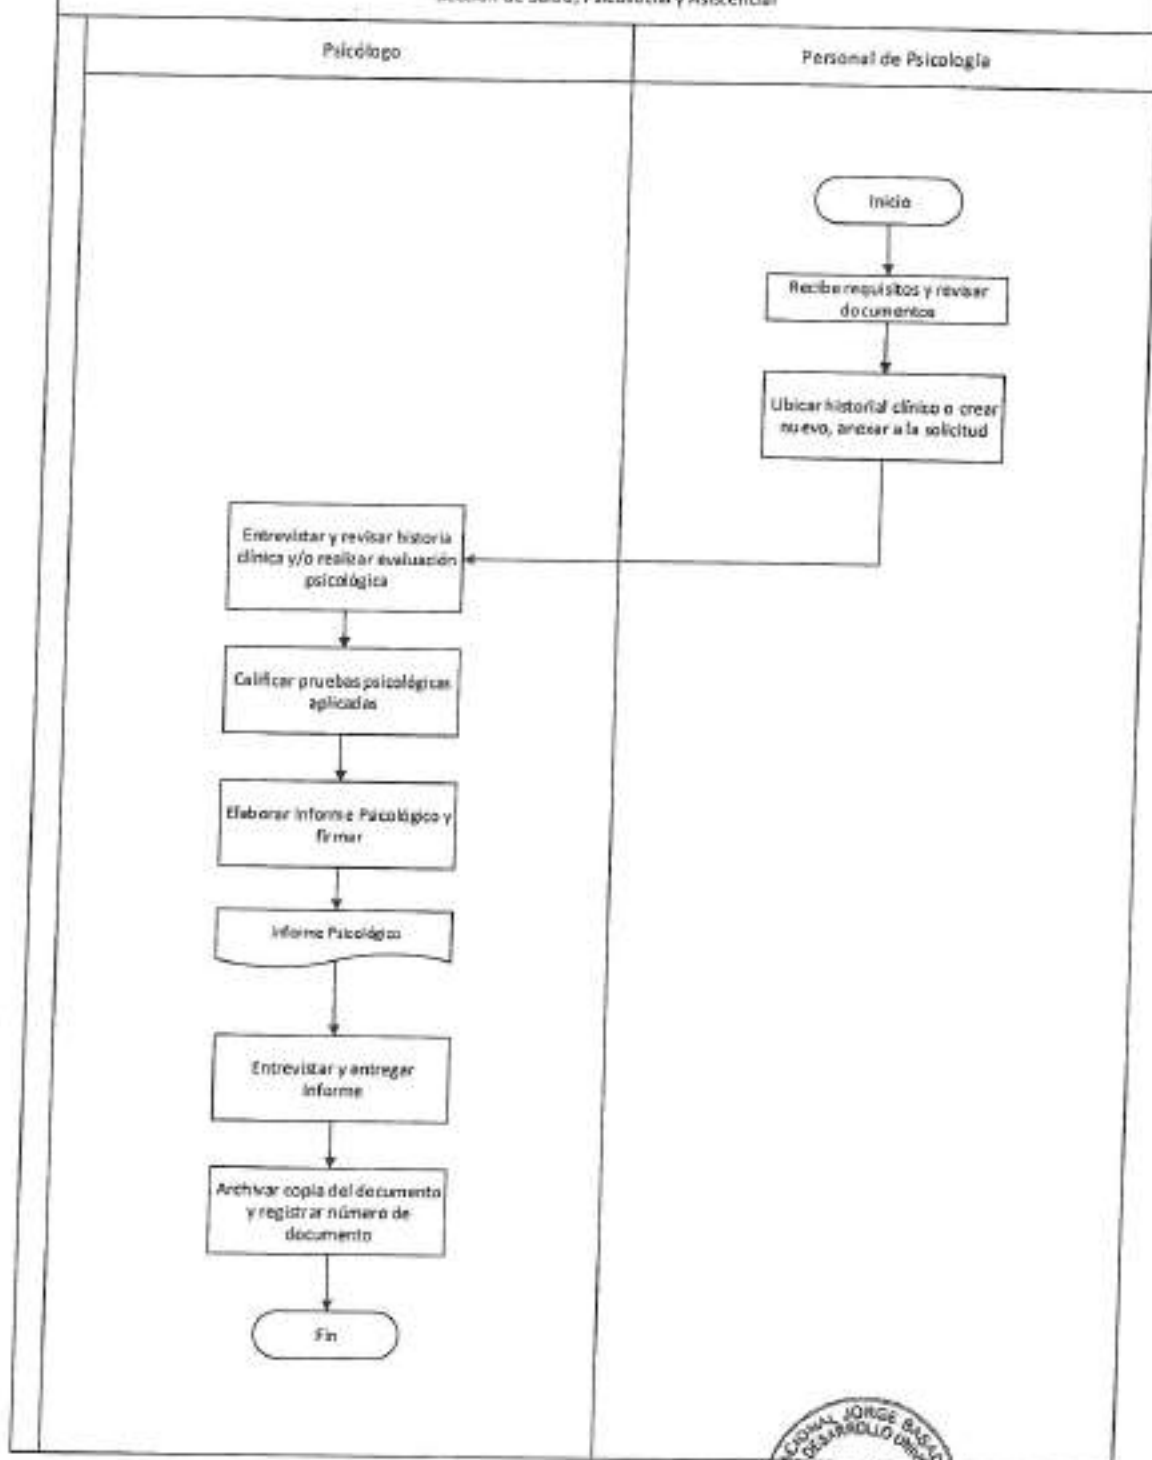 Psicólogo
Personal de Psicología
Inicio
Recibe requisitos y revisar
documentos
Ubicar historial clínico o crear
nuevo, anexar a la solicitud
Entrevistar y revisar historia
clínica y/o realizar evaluación
psicológica
Calificar pruebas psicológicas
aplicadas
Elaborar Informe Psicológico y
firmar
Informe Psicológico
Entrevistar y entregar
Informe
Archivar copia del documento
y registrar número de
documento
Fin
JORGE
DESARROLLO